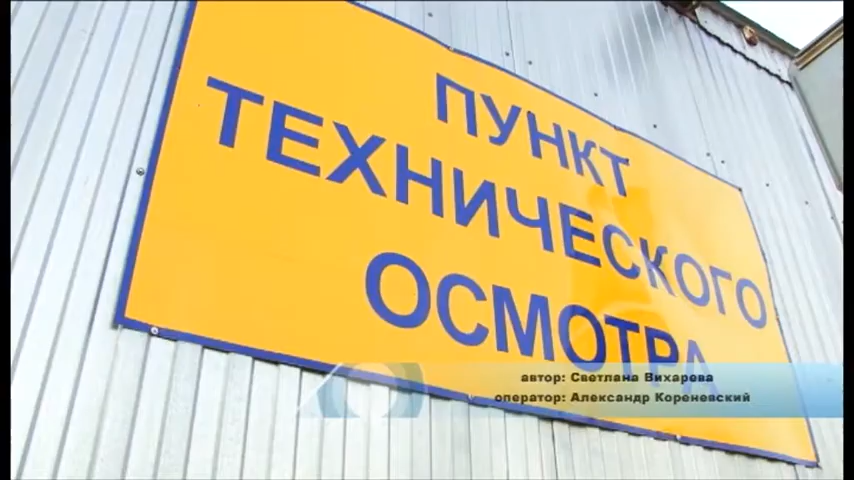 ПУНКТ
ТЕХНИЧЕСКОГО
ОСМОТРА
автор: Светлана Вихарева
оператор: Александр Кореневский